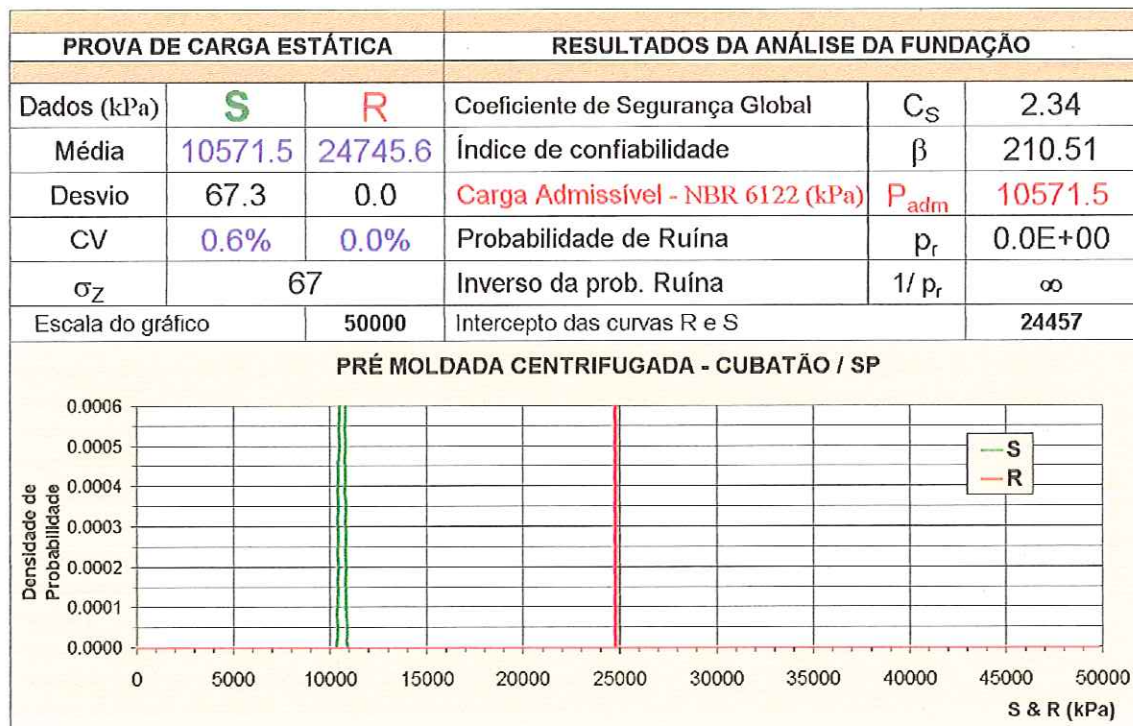 PROVA DE CARGA ESTÁTICA RESULTADOS DA ANÁLISE DA FUNDAÇÃO
Dados (kPa) S R Coeficiente de Segurança Global C_S 2.34
Média 10571.5 24745.6 Índice de confiabilidade β 210.51
Desvio 67.3 0.0 Carga Admissível - NBR 6122 (kPa) P_adm 10571.5
CV 0.6% 0.0% Probabilidade de Ruína p_r 0.0E+00
σ_Z 67 Inverso da prob. Ruína 1/ p_r ∞
Escala do gráfico 50000 Intercepto das curvas R e S 24457
PRÉ MOLDADA CENTRIFUGADA - CUBATÃO / SP
Densidade de
Probabilidade
0.0006
0.0005
0.0004
0.0003
0.0002
0.0001
0.0000
S
R
0 5000 10000 15000 20000 25000 30000 35000 40000 45000 50000
S & R (kPa)